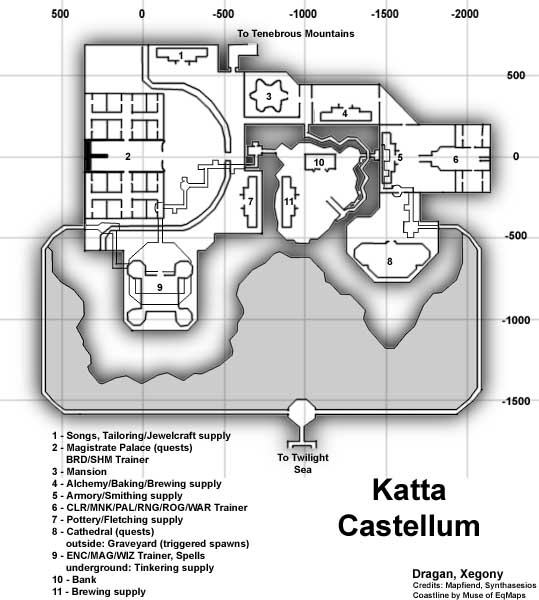 500 0 -500 -1000 -1500 -2000
To Tenebrous Mountains
1
500
3
4
2
10
5
6
0
7
11
-500
8
9
-1000
-1500
1 - Songs, Tailoring/Jewelcraft supply
2 - Magistrate Palace (quests)
BRD/SHM Trainer
3 - Mansion
4 - Alchemy/Baking/Brewing supply
5 - Armory/Smithing supply
6 - CLR/MNK/PAL/RNG/ROG/WAR Trainer
7 - Pottery/Fletching supply
8 - Cathedral (quests)
outside: Graveyard (triggered spawns)
9 - ENC/MAG/WIZ Trainer, Spells
underground: Tinkering supply
10 - Bank
11 - Brewing supply
To Twilight
Sea
Katta
Castellum
Dragan, Xegony
Credits: Mapfiend, Synthasesios
Coastline by Muse of EqMaps